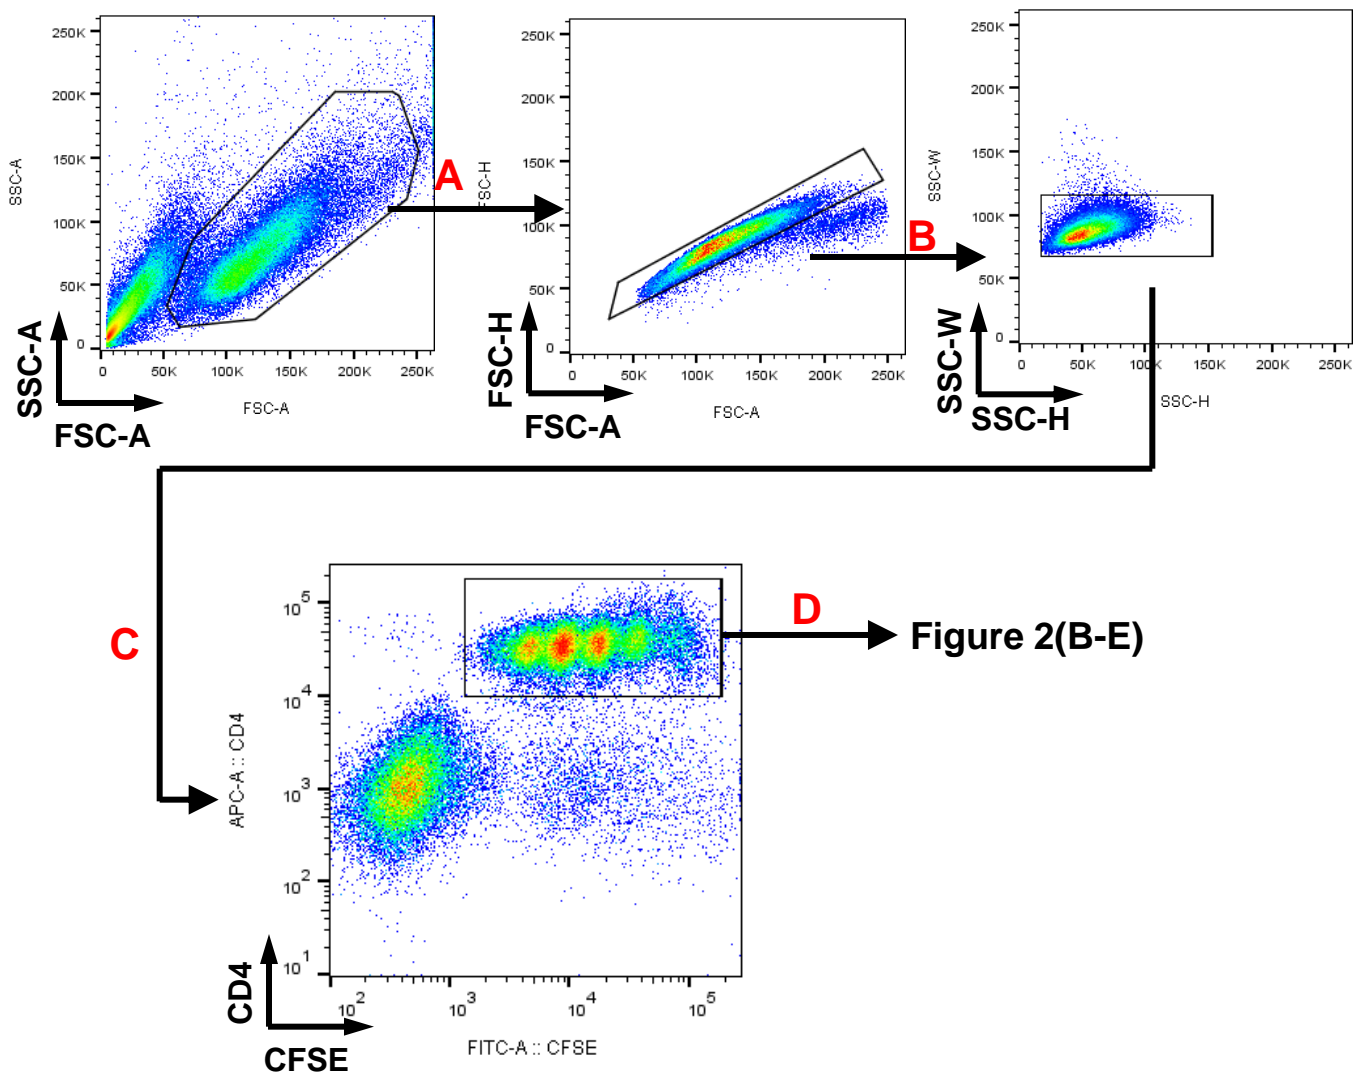 250K
200K
150K
100K
50K
0
SSC-A
0
50K
100K
150K
200K
250K
FSC-A
SSC-A
FSC-A
A
250K
200K
150K
100K
50K
0
FSC-H
0
50K
100K
150K
200K
250K
FSC-A
FSC-H
FSC-A
B
250K
200K
150K
100K
50K
0
SSC-W
0
50K
100K
150K
200K
250K
SSC-H
SSC-W
SSC-H
C
10^5
10^4
10^3
10^2
10^1
APC-A :: CD4
10^2
10^3
10^4
10^5
FITC-A :: CFSE
CD4
CFSE
D
Figure 2(B-E)